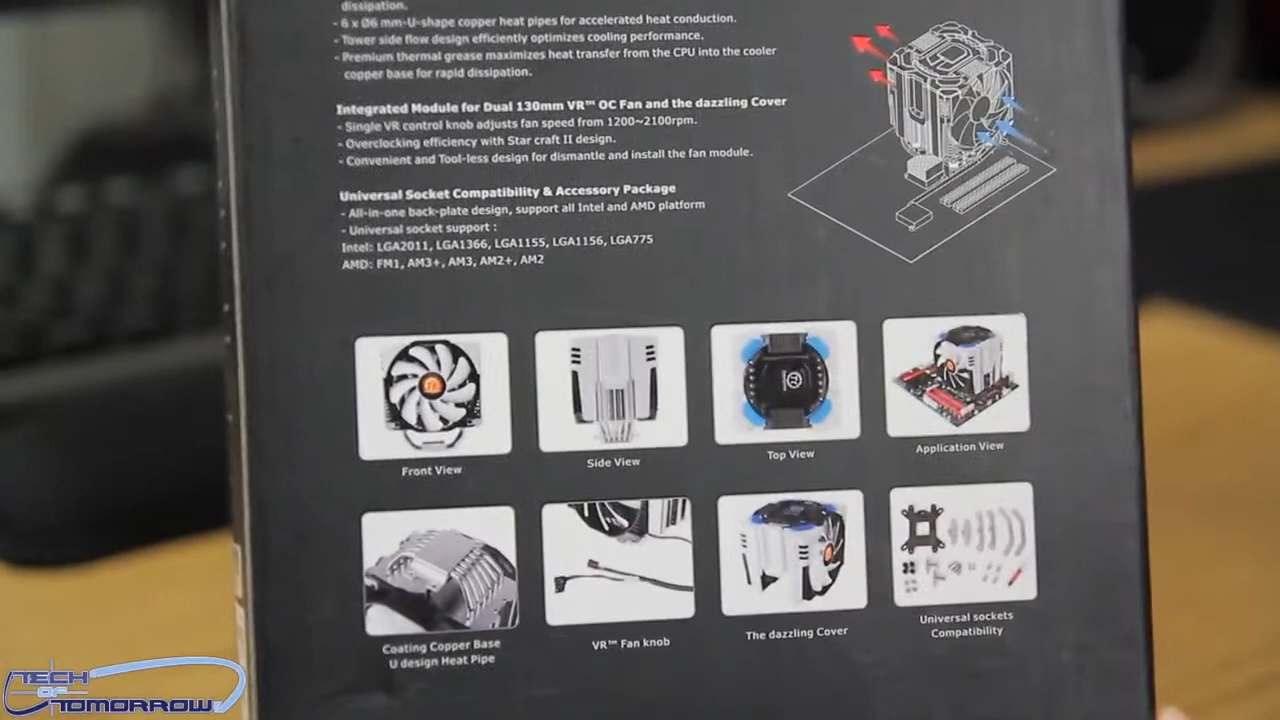 dissipation.
- 6 x Ø6 mm-U-shape copper heat pipes for accelerated heat conduction.
- Tower side flow design efficiently optimizes cooling performance.
- Premium thermal grease maximizes heat transfer from the CPU into the cooler
copper base for rapid dissipation.
Integrated Module for Dual 130mm VR™ OC Fan and the dazzling Cover
- Single VR control knob adjusts fan speed from 1200~2100rpm.
- Overclocking efficiency with Star craft II design.
- Convenient and Tool-less design for dismantle and install the fan module.
Universal Socket Compatibility & Accessory Package
- All-in-one back-plate design, support all Intel and AMD platform
- Universal socket support :
Intel: LGA2011, LGA1366, LGA1155, LGA1156, LGA775
AMD: FM1, AM3+, AM3, AM2+, AM2
Front View
Side View
Top View
Application View
Coating Copper Base
U design Heat Pipe
VR™ Fan knob
The dazzling Cover
Universal sockets
Compatibility
TECH
OF
TOMORROW